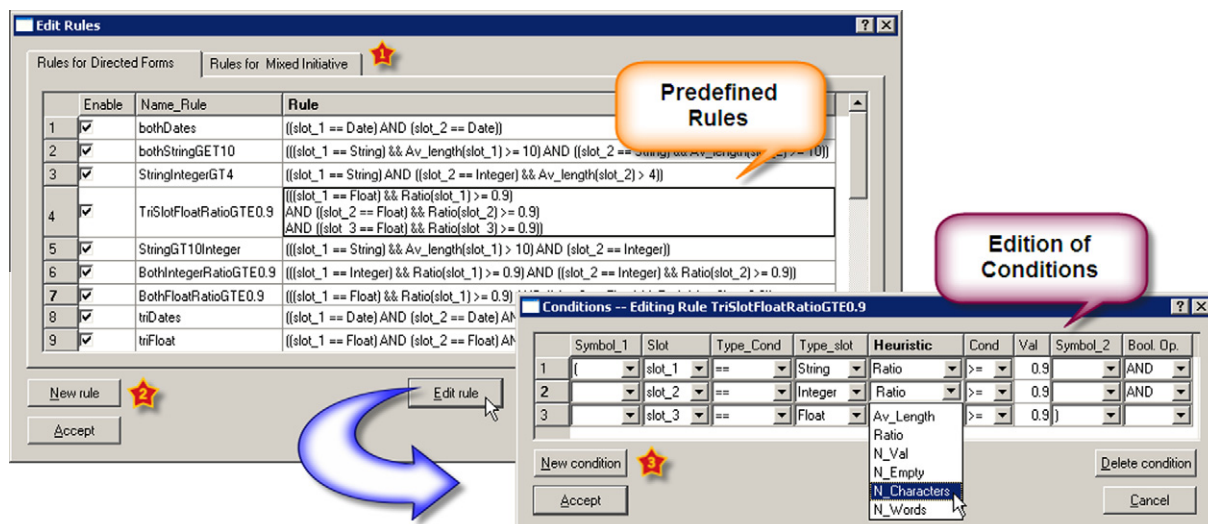 Edit Rules
Rules for Directed Forms Rules for Mixed Initiative 1
Predefined
Rules
Enable Name_Rule Rule
1 bothDates ((slot_1 == Date) AND (slot_2 == Date))
2 bothStringGET10 (((slot_1 == String) && Av_length(slot_1) >= 10) AND ((slot_2 == String) && Av_length(slot_2) >= 10))
3 StringIntegerGT4 ((slot_1 == String) AND ((slot_2 == Integer) && Av_length(slot_2) > 4))
4 TriSlotFloatRatioGTE0.9 (((slot_1 == Float) && Ratio(slot_1) >= 0.9)
AND ((slot_2 == Float) && Ratio(slot_2) >= 0.9)
AND ((slot_3 == Float) && Ratio(slot_3) >= 0.9))
5 StringGT10Integer (((slot_1 == String) && Av_length(slot_1) > 10) AND (slot_2 == Integer))
6 BothIntegerRatioGTE0.9 (((slot_1 == Integer) && Ratio(slot_1) >= 0.9) AND ((slot_2 == Integer) && Ratio(slot_2) >= 0.9))
7 BothFloatRatioGTE0.9 (((slot_1 == Float) && Ratio(slot_1) >= 0.9)
8 triDates ((slot_1 == Date) AND (slot_2 == Date) AN
9 triFloat ((slot_1 == Float) AND (slot_2 == Float) AN
New rule 2 Edit rule
Accept
Edition of
Conditions
Conditions -- Editing Rule TriSlotFloatRatioGTE0.9
Symbol_1 Slot Type_Cond Type_slot Heuristic Cond Val Symbol_2 Bool. Op.
1 ( slot_1 == String Ratio >= 0.9 AND
2 slot_2 == Integer Ratio >= 0.9 AND
3 slot_3 == Float >= 0.9 )
Av_Length
Ratio
N_Val
N_Empty
N_Characters
N_Words
New condition 3 Delete condition
Accept Cancel